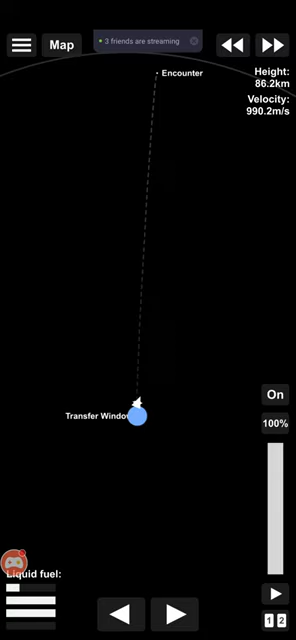 Map
3 friends are streaming
Encounter
Height:
86.2km
Velocity:
990.2m/s
On
Transfer Windo
100%
Liquid fuel:
1 2